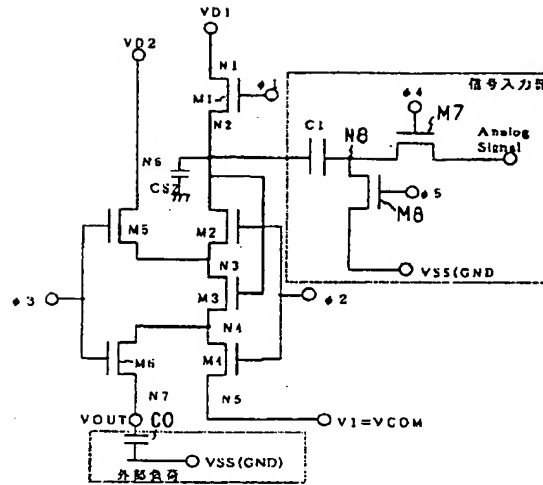 VD1
VD2
N1
M1
φ1
N2
信号入力部
φ4
M7
C1
N8
Analog
Signal
N6
CS2
φ5
M8
M5
M2
VSS(GND
N3
φ3
M3
φ2
N4
M6
M4
N7
N5
VOUT
CO
V1=VCOM
VSS(GND)
外部負荷